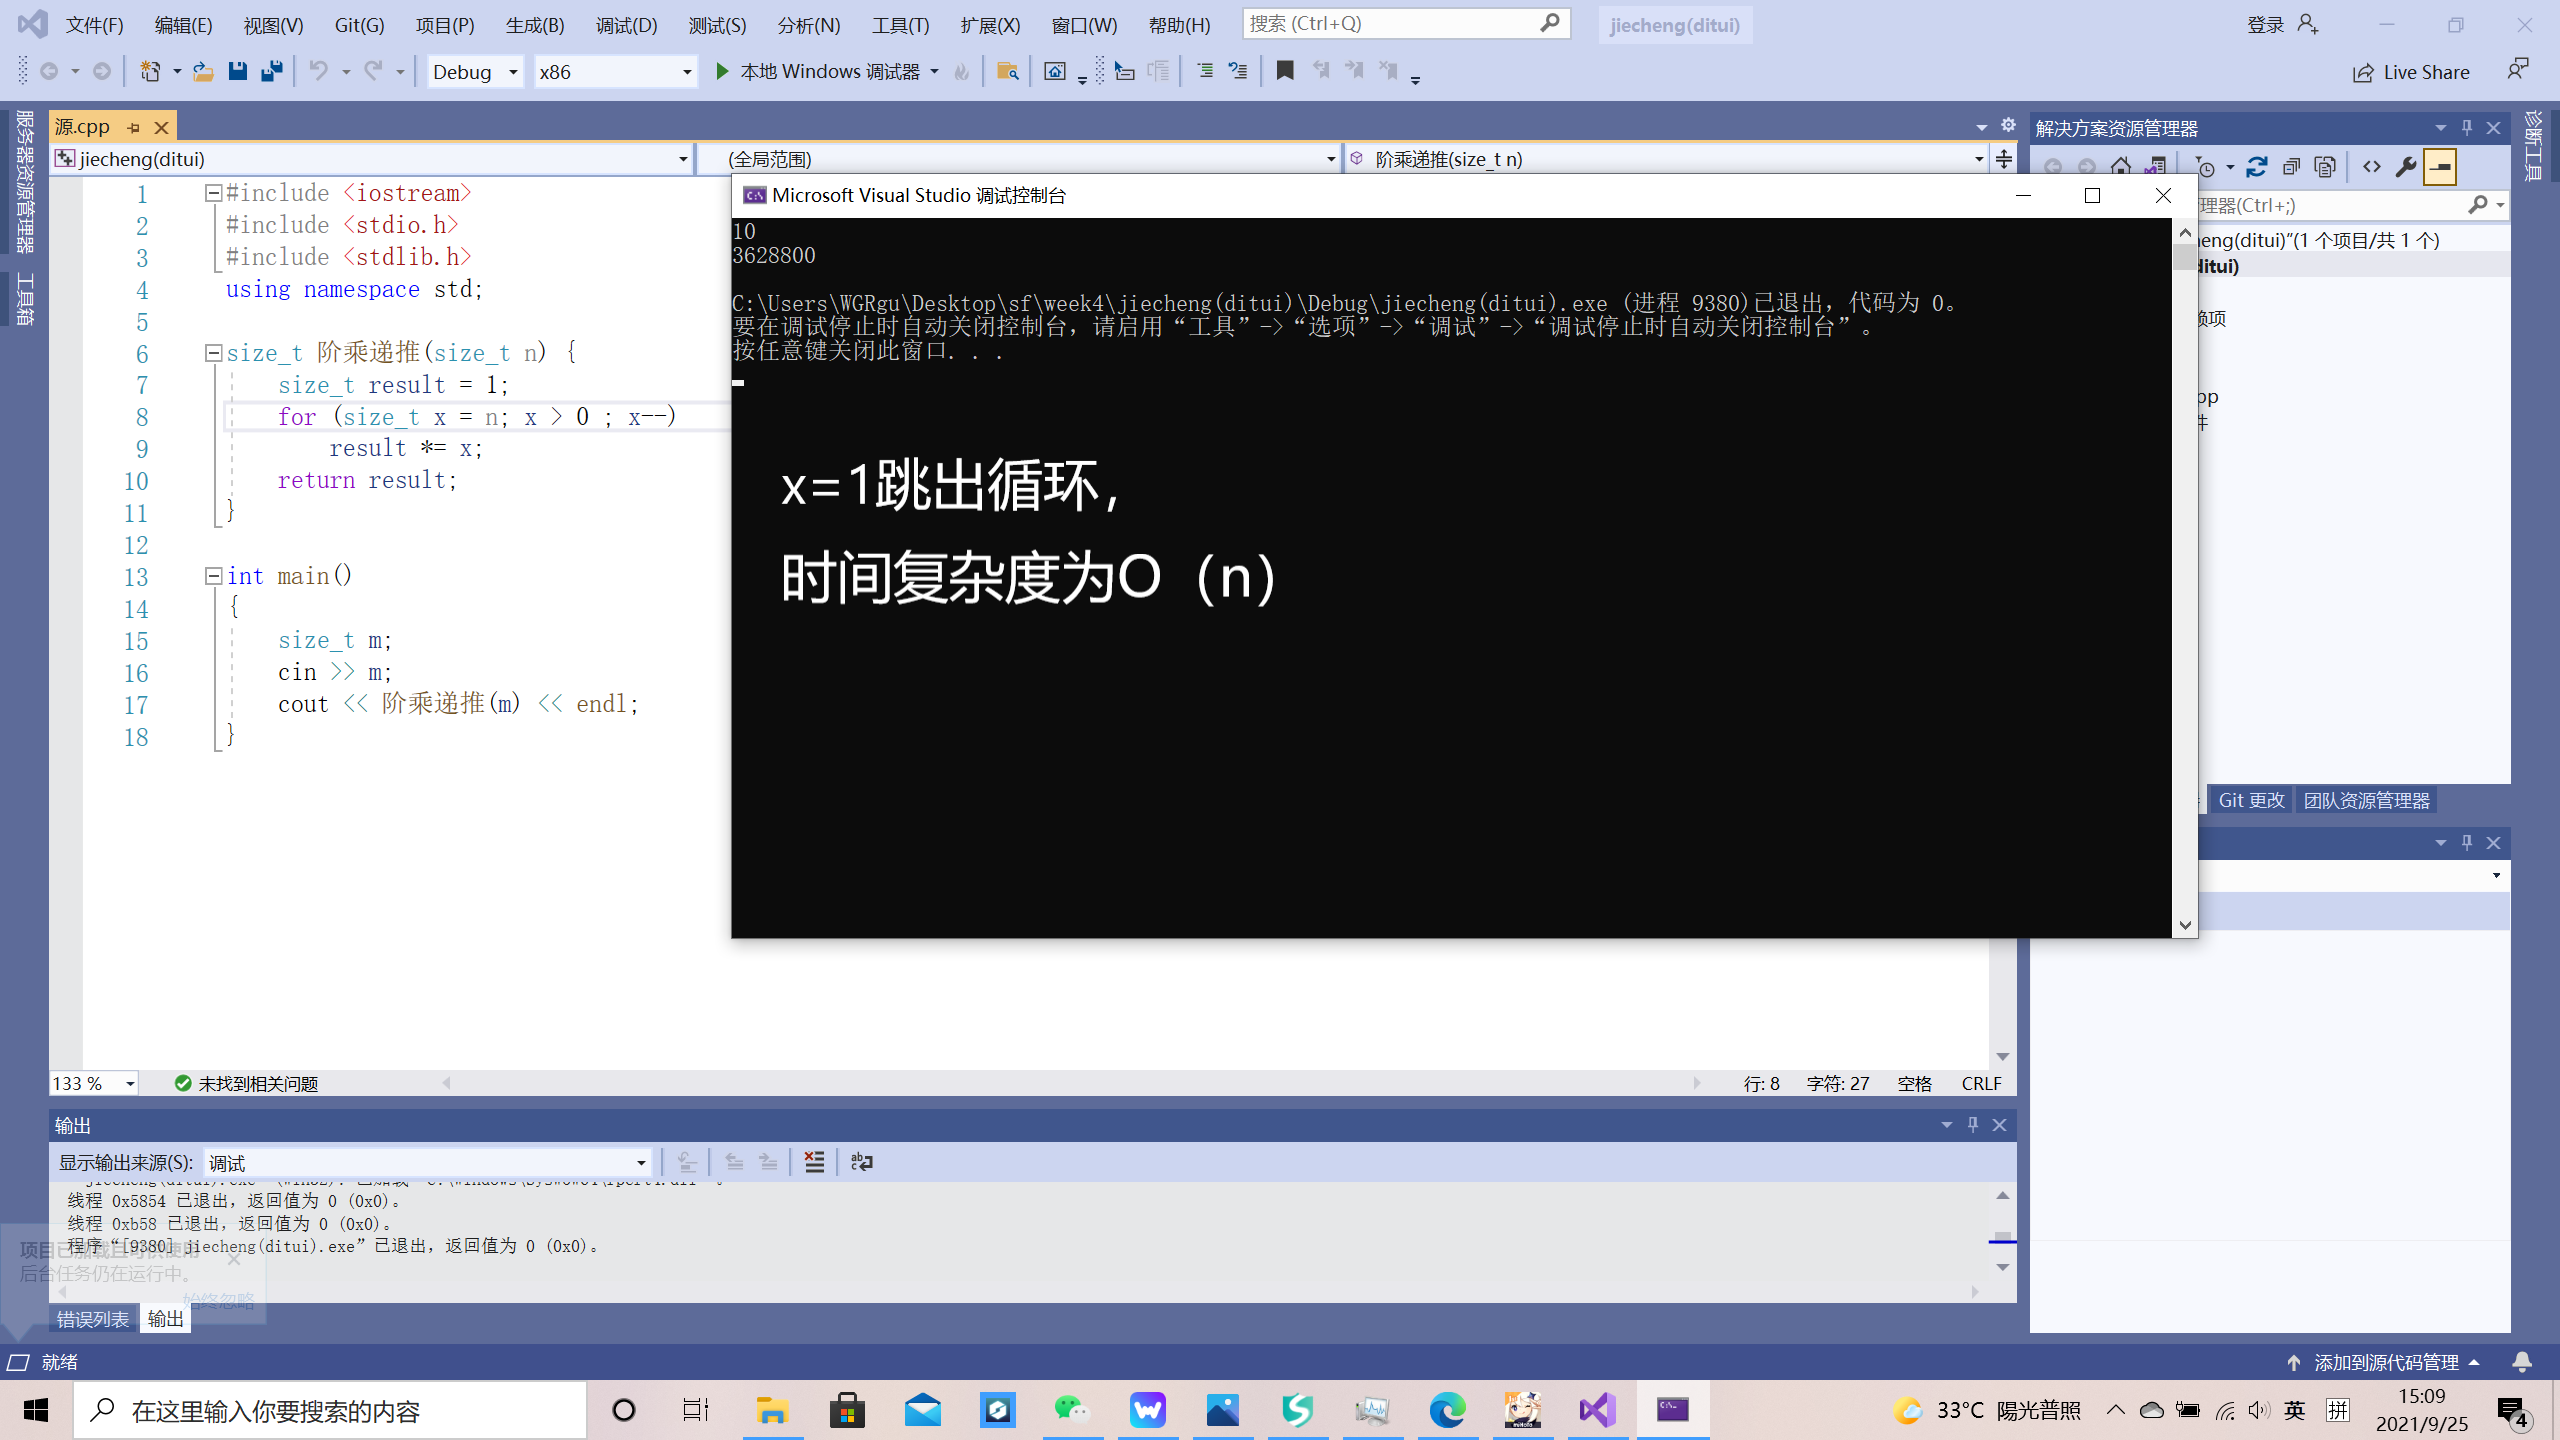 文件(F) 编辑(E) 视图(V) Git(G) 项目(P) 生成(B) 调试(D) 测试(S) 分析(N) 工具(T) 扩展(X) 窗口(W) 帮助(H) 搜索 (Ctrl+Q) jiecheng(ditui) 登录
Debug x86 本地 Windows 调试器 Live Share
服务器资源管理器
工具箱
源.cpp
jiecheng(ditui) (全局范围) 阶乘递推(size_t n)
1 #include <iostream>
2 #include <stdio.h>
3 #include <stdlib.h>
4 using namespace std;
5
6 size_t 阶乘递推(size_t n) {
7 size_t result = 1;
8 for (size_t x = n; x > 0 ; x--)
9 result *= x;
10 return result;
11 }
12
13 int main()
14 {
15 size_t m;
16 cin >> m;
17 cout << 阶乘递推(m) << endl;
18 }
Microsoft Visual Studio 调试控制台
10
3628800
C:\Users\WGRgu\Desktop\sf\week4\jiecheng(ditui)\Debug\jiecheng(ditui).exe (进程 9380)已退出，代码为 0。
要在调试停止时自动关闭控制台，请启用“工具”->“选项”->“调试”->“调试停止时自动关闭控制台”。
按任意键关闭此窗口. . .
x=1跳出循环，
时间复杂度为O（n）
解决方案资源管理器
理器(Ctrl+;)
eng(ditui)”(1 个项目/共 1 个)
ditui)
赖项
pp
件
Git 更改 团队资源管理器
诊断工具
133 % 未找到相关问题 行: 8 字符: 27 空格 CRLF
输出
显示输出来源(S): 调试
线程 0x5854 已退出，返回值为 0 (0x0)。
线程 0xb58 已退出，返回值为 0 (0x0)。
程序“[9380] jiecheng(ditui).exe”已退出，返回值为 0 (0x0)。
项目已加载且可供使用
后台任务仍在运行中。
始终忽略
错误列表 输出
就绪 添加到源代码管理
在这里输入你要搜索的内容
33°C 陽光普照 英 拼 15:09
2021/9/25 4